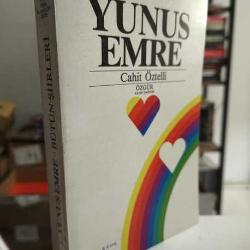 YUNUS
EMRE
Cahit Öztelli
ÖZGÜR
YUNUS EMRE - BÜTÜN ŞİİRLERİ